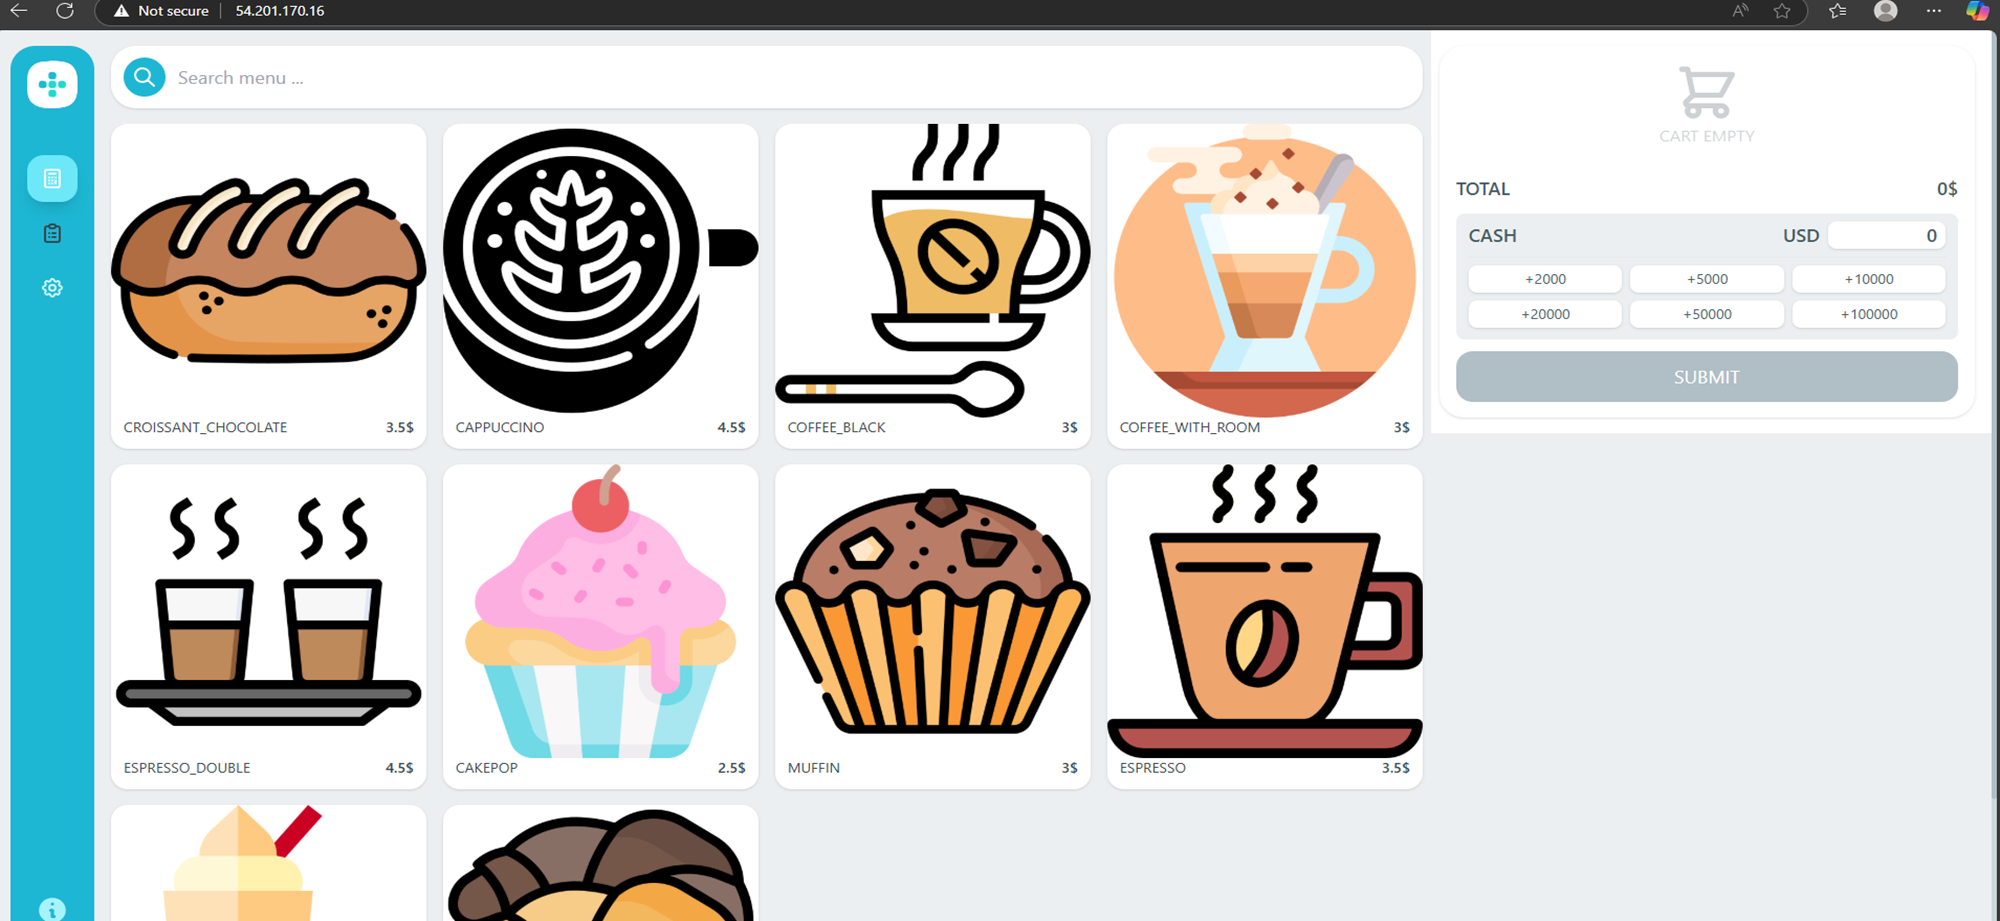 Not secure 54.201.170.16
Search menu ...
CROISSANT_CHOCOLATE 3.5$
CAPPUCCINO 4.5$
COFFEE_BLACK 3$
COFFEE_WITH_ROOM 3$
ESPRESSO_DOUBLE 4.5$
CAKEPOP 2.5$
MUFFIN 3$
ESPRESSO 3.5$
CART EMPTY
TOTAL 0$
CASH USD 0
+2000 +5000 +10000
+20000 +50000 +100000
SUBMIT